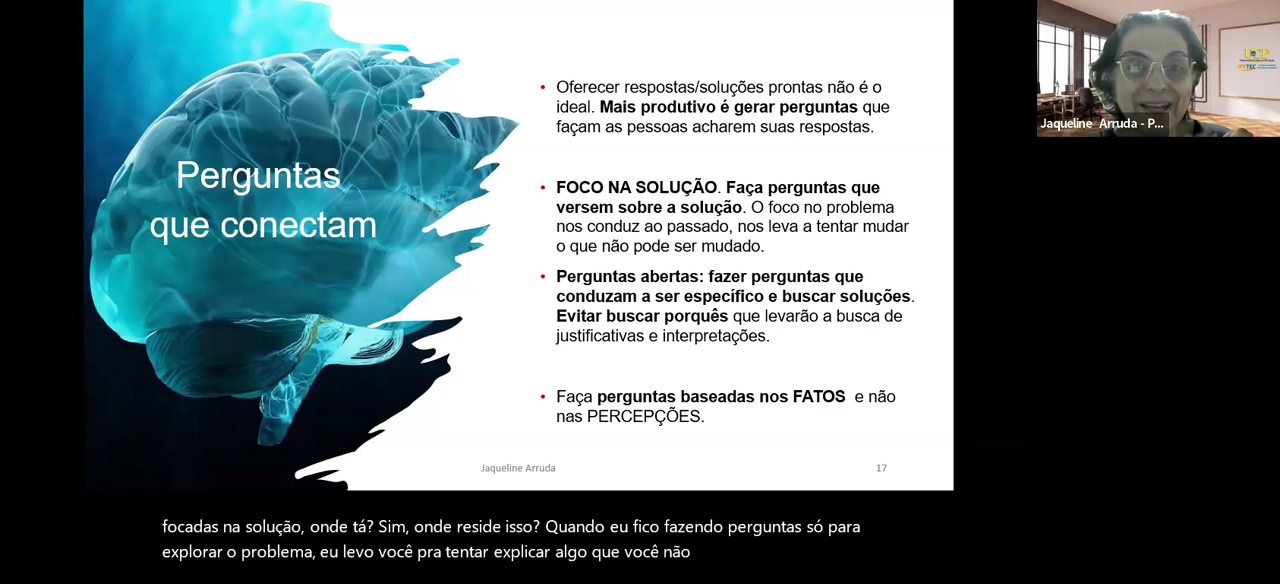 Perguntas
que conectam
• Oferecer respostas/soluções prontas não é o
ideal. Mais produtivo é gerar perguntas que
façam as pessoas acharem suas respostas.
• FOCO NA SOLUÇÃO. Faça perguntas que
versem sobre a solução. O foco no problema
nos conduz ao passado, nos leva a tentar mudar
o que não pode ser mudado.
• Perguntas abertas: fazer perguntas que
conduzam a ser específico e buscar soluções.
Evitar buscar porquês que levarão a busca de
justificativas e interpretações.
• Faça perguntas baseadas nos FATOS e não
nas PERCEPÇÕES.
Jaqueline Arruda
17
Jaqueline Arruda - P...
focadas na solução, onde tá? Sim, onde reside isso? Quando eu fico fazendo perguntas só para
explorar o problema, eu levo você pra tentar explicar algo que você não